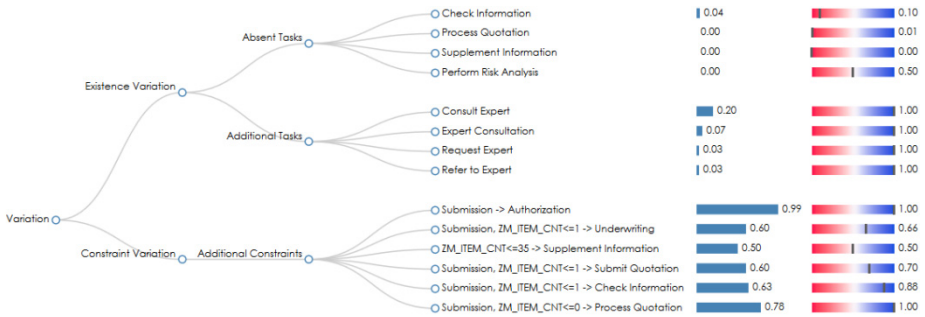 Check Information 0.04 0.10
Absent Tasks
Process Quotation 0.00 0.01
Supplement Information 0.00 0.00
Perform Risk Analysis 0.00 0.50
Existence Variation
Consult Expert 0.20 1.00
Additional Tasks
Expert Consultation 0.07 1.00
Request Expert 0.03 1.00
Refer to Expert 0.03 1.00
Submission -> Authorization 0.99 1.00
Variation
Submission, ZM_ITEM_CNT<=1 -> Underwriting 0.60 0.66
Constraint Variation Additional Constraints ZM_ITEM_CNT<=35 -> Supplement Information 0.50 0.50
Submission, ZM_ITEM_CNT<=1 -> Submit Quotation 0.60 0.70
Submission, ZM_ITEM_CNT<=1 -> Check Information 0.63 0.88
Submission, ZM_ITEM_CNT<=0 -> Process Quotation 0.78 1.00